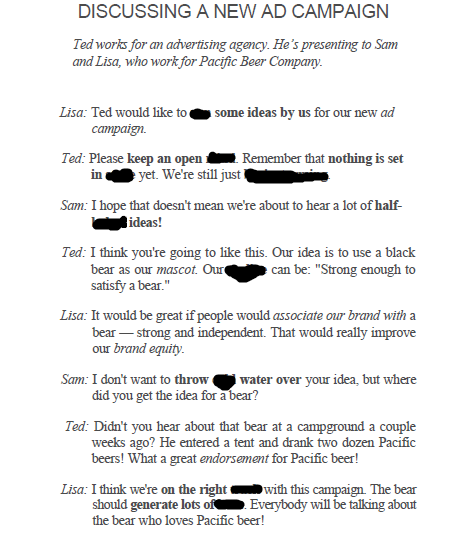 DISCUSSING A NEW AD CAMPAIGN
Ted works for an advertising agency. He's presenting to Sam
and Lisa, who work for Pacific Beer Company.
Lisa: Ted would like to some ideas by us for our new ad
campaign.
Ted: Please keep an open . Remember that nothing is set
in yet. We're still just
Sam: I hope that doesn't mean we're about to hear a lot of half-
ideas!
Ted: I think you're going to like this. Our idea is to use a black
bear as our mascot. Our can be: "Strong enough to
satisfy a bear."
Lisa: It would be great if people would associate our brand with a
bear — strong and independent. That would really improve
our brand equity.
Sam: I don't want to throw water over your idea, but where
did you get the idea for a bear?
Ted: Didn't you hear about that bear at a campground a couple
weeks ago? He entered a tent and drank two dozen Pacific
beers! What a great endorsement for Pacific beer!
Lisa: I think we're on the right with this campaign. The bear
should generate lots of . Everybody will be talking about
the bear who loves Pacific beer!